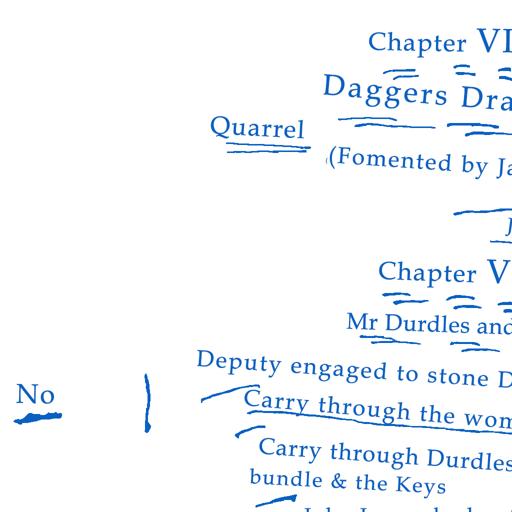 Chapter VI
Daggers Dra
Quarrel
(Fomented by Ja
J
Chapter V
Mr Durdles and
Deputy engaged to stone D
No
Carry through the wom
Carry through Durdles
bundle & the Keys